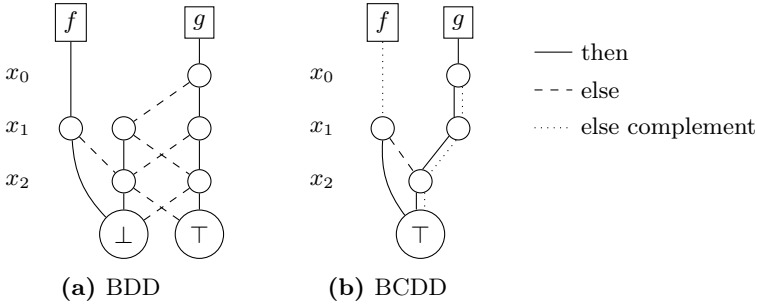 f g f g
x₀ x₀ then
else
x₁ x₁ else complement
x₂ x₂
⊥ ⊤ ⊤
(a) BDD (b) BCDD